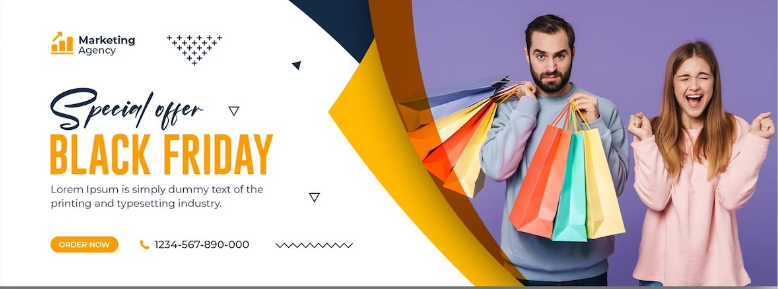 Marketing
Agency
Special offer
BLACK FRIDAY
Lorem Ipsum is simply dummy text of the
printing and typesetting industry.
ORDER NOW
1234-567-890-000